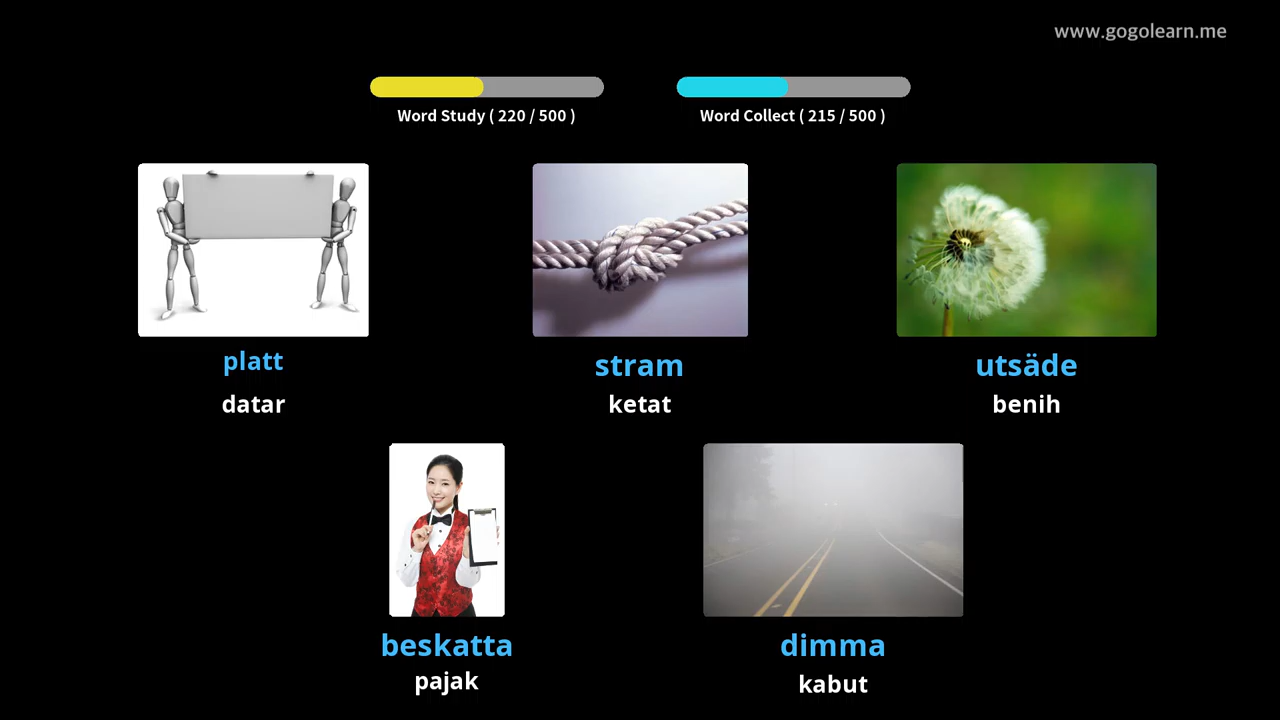 www.gogolearn.me
Word Study ( 220 / 500 )
Word Collect ( 215 / 500 )
platt
datar
stram
ketat
utsäde
benih
beskatta
pajak
dimma
kabut